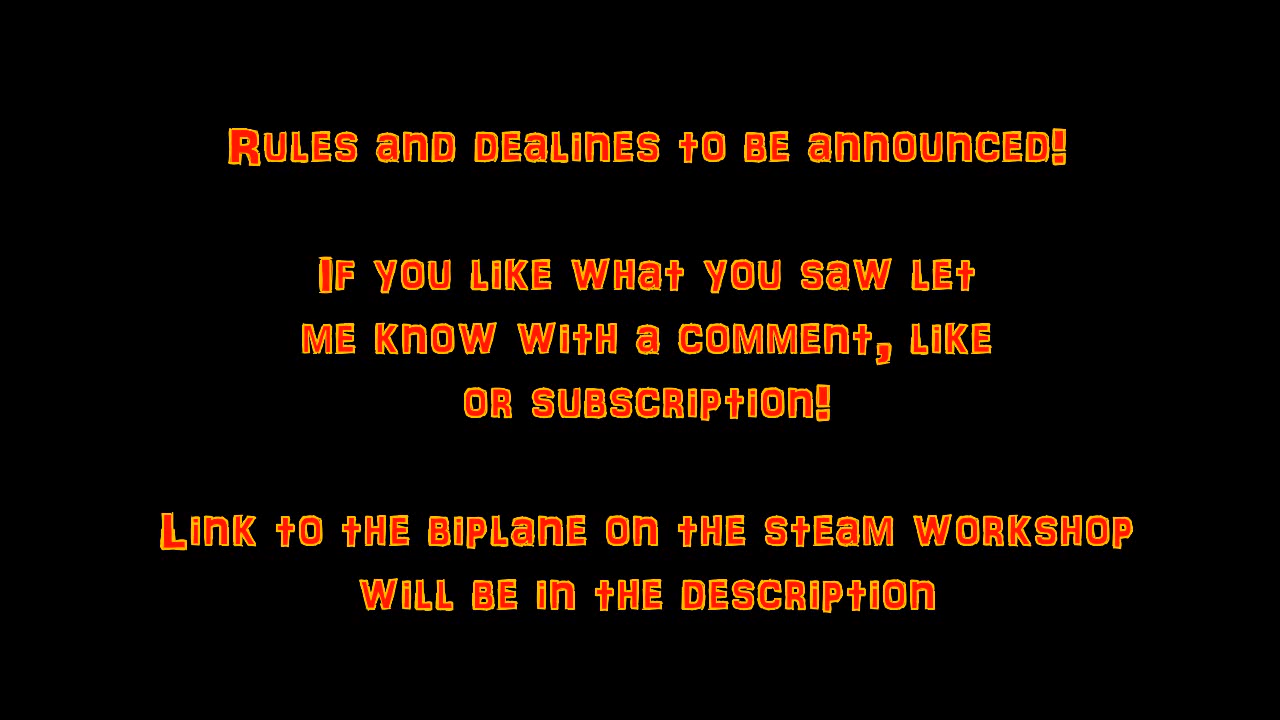 Rules and dealines to be announced!
If you like what you saw let
me know with a comment, like
or subscription!
Link to the biplane on the steam workshop
will be in the description